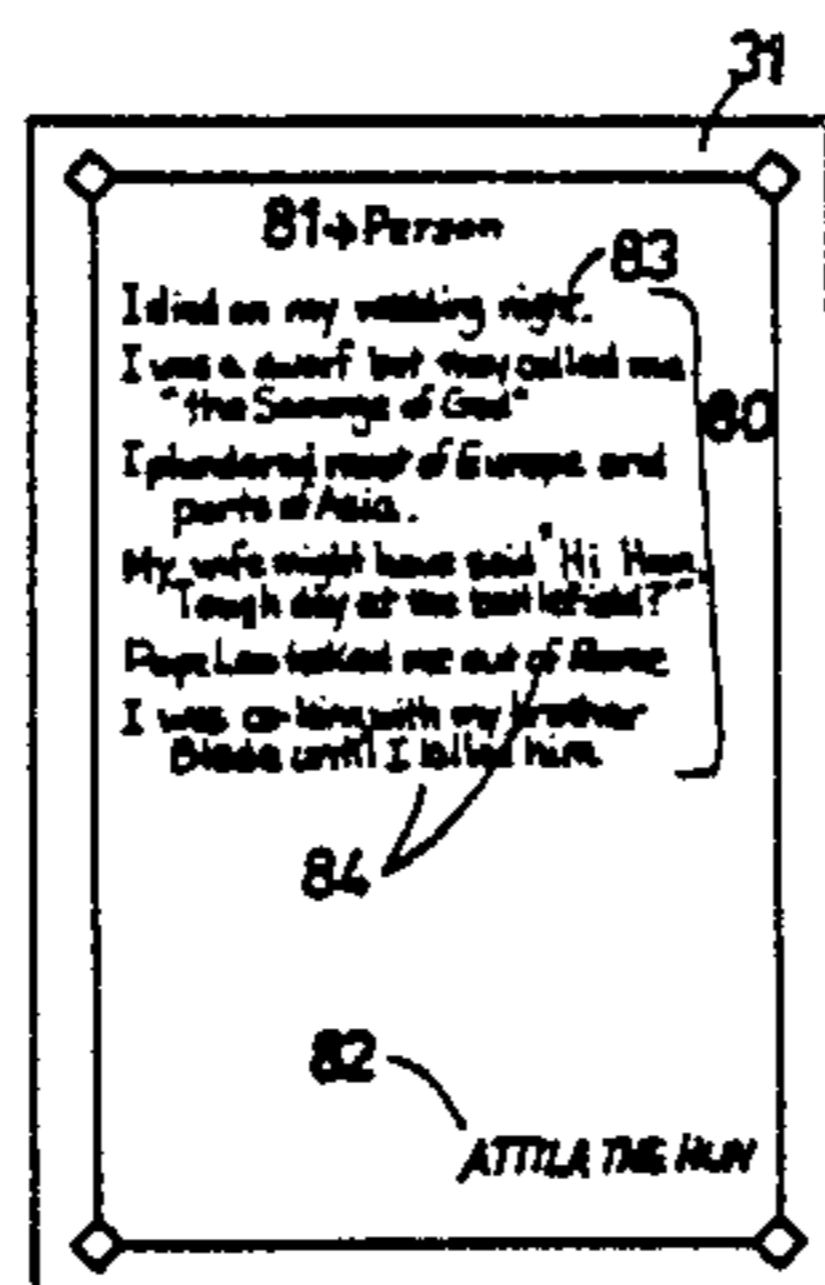 31
81→Person
83
I died on my wedding night.
I was a dwarf but they called me
"the Scourge of God"
80
I plundered most of Europe and
parts of Asia.
My wife might have said "Hi Hun,
Tough day at the battlefield?"
Pope Leo talked me out of Rome
I was co-king with my brother
Bleda until I killed him.
84
82
ATTILA THE HUN